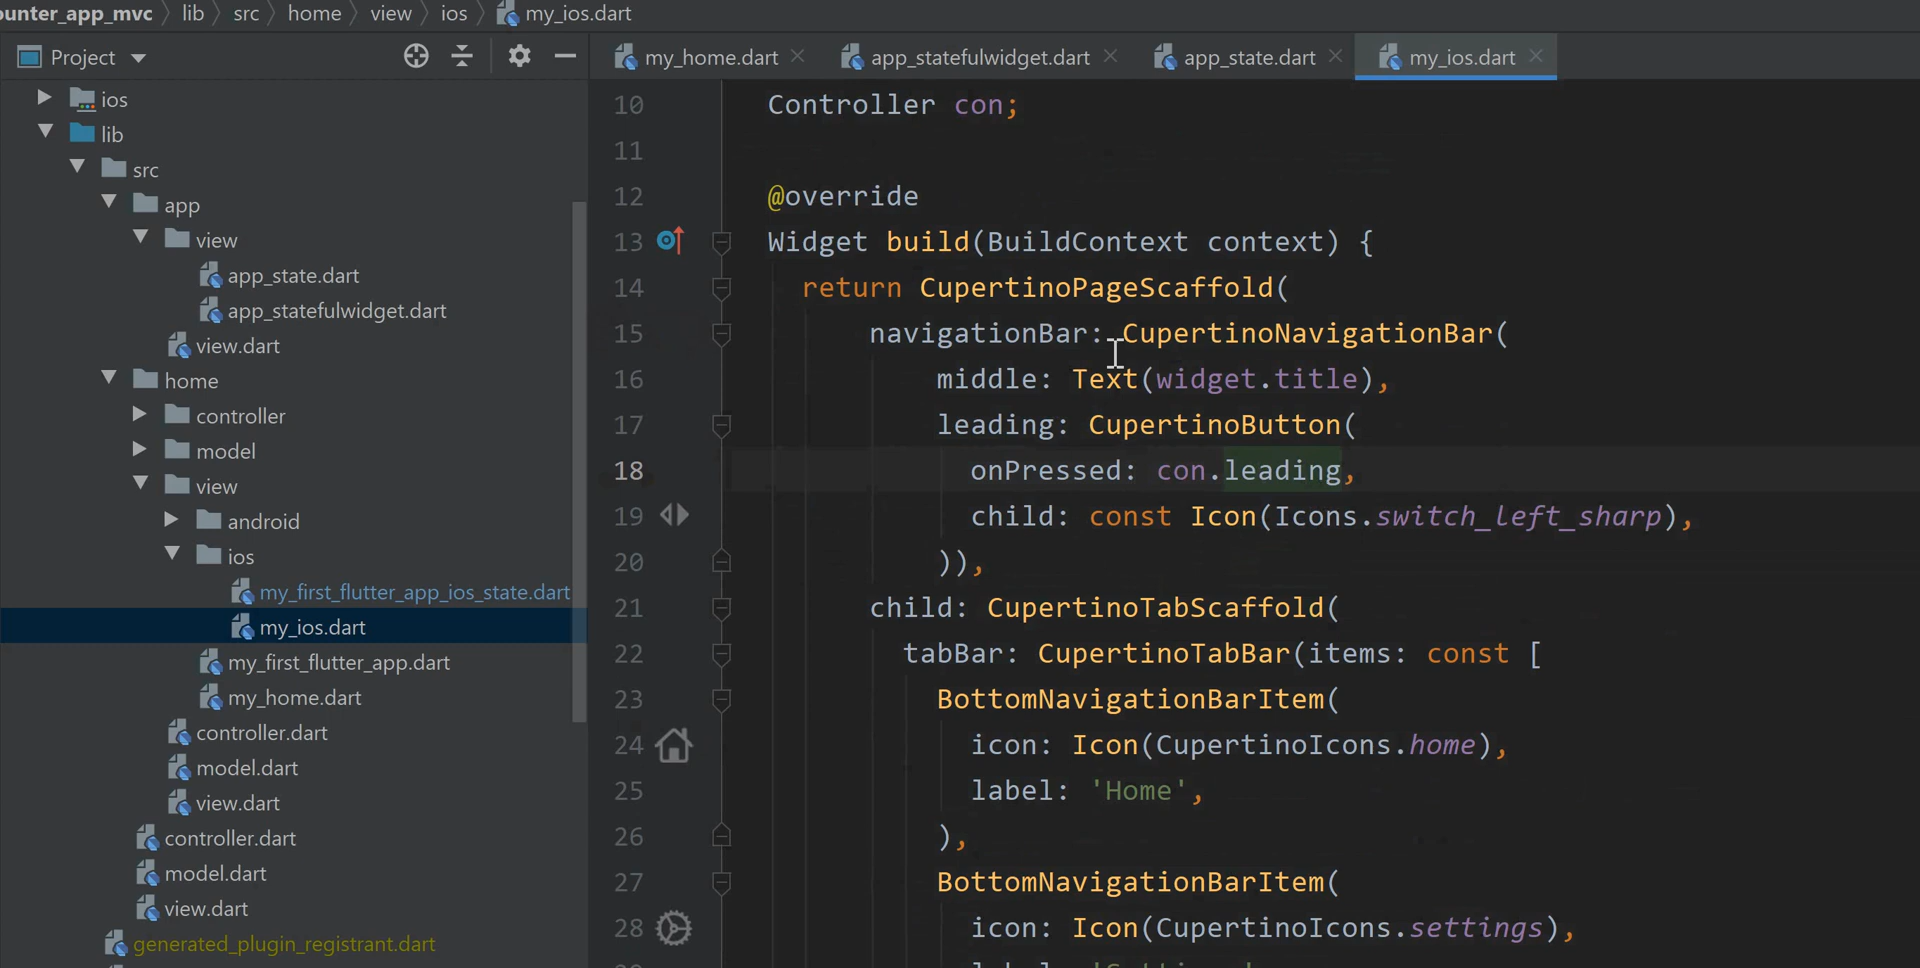 ounter_app_mvc lib src home view ios my_ios.dart
Project
my_home.dart app_statefulwidget.dart app_state.dart my_ios.dart
ios
lib
src
app
view
app_state.dart
app_statefulwidget.dart
view.dart
home
controller
model
view
android
ios
my_first_flutter_app_ios_state.dart
my_ios.dart
my_first_flutter_app.dart
my_home.dart
controller.dart
model.dart
view.dart
controller.dart
model.dart
view.dart
generated_plugin_registrant.dart
10 Controller con;
11
12 @override
13 Widget build(BuildContext context) {
14 return CupertinoPageScaffold(
15 navigationBar: CupertinoNavigationBar(
16 middle: Text(widget.title),
17 leading: CupertinoButton(
18 onPressed: con.leading,
19 child: const Icon(Icons.switch_left_sharp),
20 )),
21 child: CupertinoTabScaffold(
22 tabBar: CupertinoTabBar(items: const [
23 BottomNavigationBarItem(
24 icon: Icon(CupertinoIcons.home),
25 label: 'Home',
26 ),
27 BottomNavigationBarItem(
28 icon: Icon(CupertinoIcons.settings),